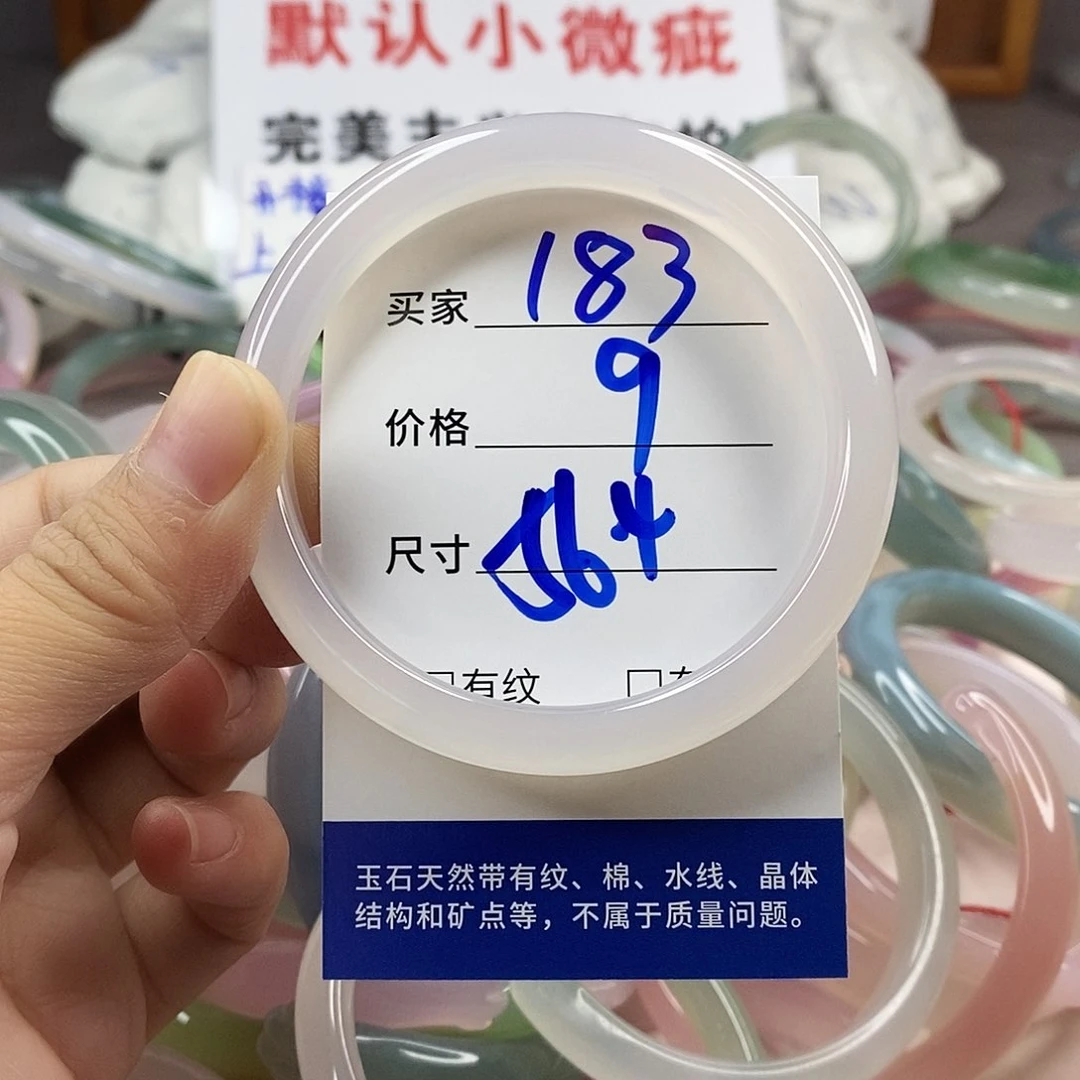 默认小微疵
完美主
买家 183
价格 9
尺寸 56.4
有纹
玉石天然带有纹、棉、水线、晶体
结构和矿点等，不属于质量问题。